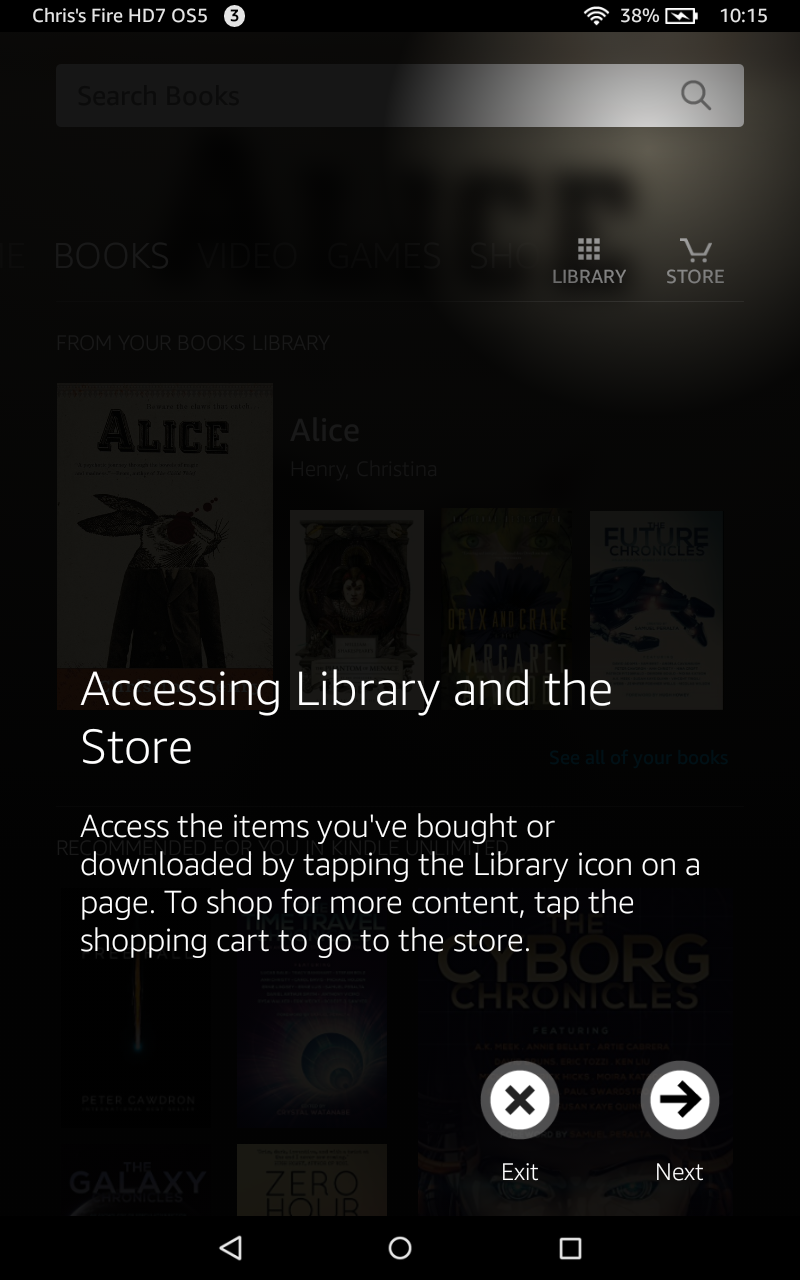 Chris's Fire HD7 OS5 3 38% 10:15
Search Books
ALICE
BOOKS VIDEO GAMES
LIBRARY STORE
FROM YOUR BOOKS LIBRARY
ALICE
Alice
Henry, Christina
THE
FUTURE
CHRONICLES
ORYX AND CRAKE
MARGARET
Accessing Library and the
Store
See all of your books
Access the items you've bought or
downloaded by tapping the Library icon on a
page. To shop for more content, tap the
shopping cart to go to the store.
RECOMMENDED FOR YOU IN KINDLE UNLIMITED
TIME TRAVEL
THE
CYBORG
CHRONICLES
FEATURING
PETER CAWDRON
THE
GALAXY
CHRONICLES
ZERO
HOUR
Exit Next